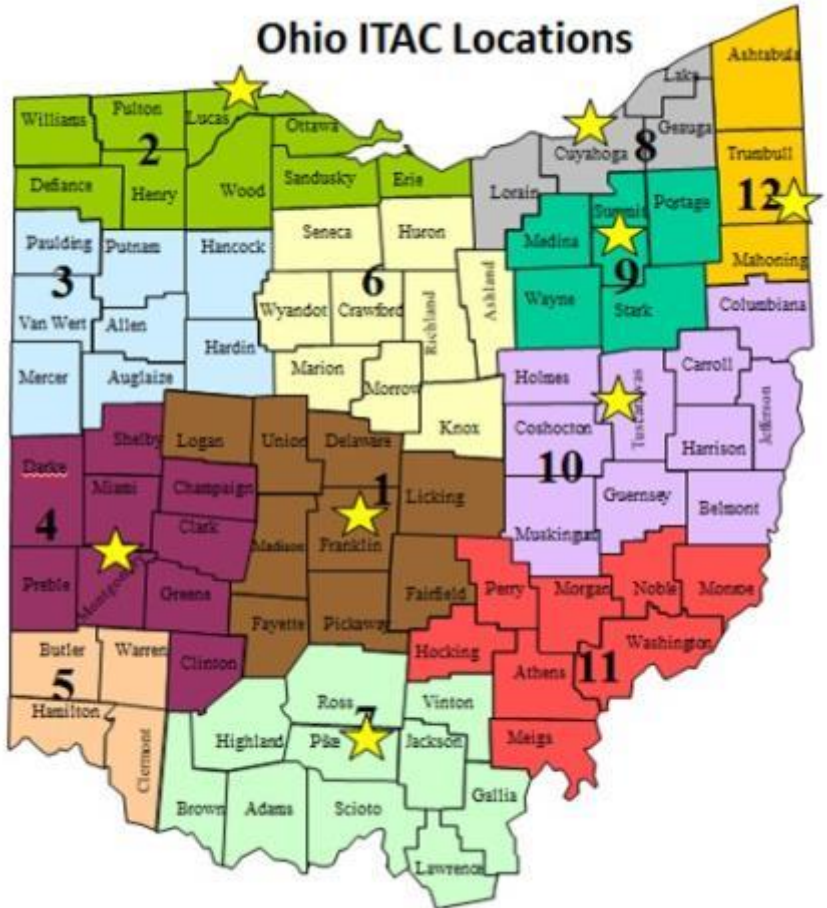 Ohio ITAC Locations
Ashtabula
Lake
Williams
Fulton
Lucas
Ottawa
Geauga
2
8
Cuyahoga
Trumbull
Defiance
Henry
Wood
Sandusky
Erie
Lorain
12
Summit
Portage
Paulding
Putnam
Hancock
Seneca
Huron
Medina
Mahoning
3
6
9
Van Wert
Allen
Wyandot
Crawford
Richland
Ashland
Wayne
Stark
Columbiana
Hardin
Mercer
Auglaize
Marion
Morrow
Holmes
Carroll
Tuscarawas
Jefferson
Knox
Coshocton
Harrison
Shelby
Logan
Union
Delaware
10
Darke
Miami
Champaign
1
Licking
Guernsey
Belmont
4
Clark
Madison
Franklin
Muskingum
Preble
Montgomery
Greene
Fairfield
Perry
Morgan
Noble
Monroe
Fayette
Pickaway
Butler
Warren
Clinton
Hocking
Washington
5
Athens
11
Hamilton
Ross
Vinton
7
Clermont
Highland
Pike
Jackson
Meigs
Brown
Adams
Scioto
Gallia
Lawrence